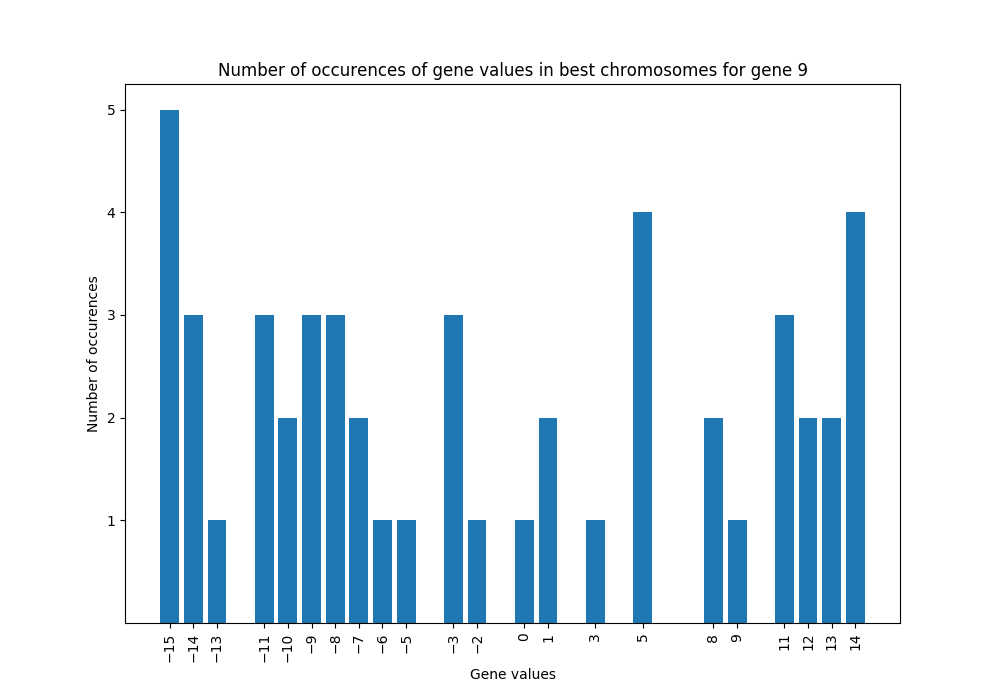 Number of occurences of gene values in best chromosomes for gene 9
Number of occurences
5
4
3
2
1
−15 −14 −13 −11 −10 −9 −8 −7 −6 −5 −3 −2 0 1 3 5 8 9 11 12 13 14
Gene values